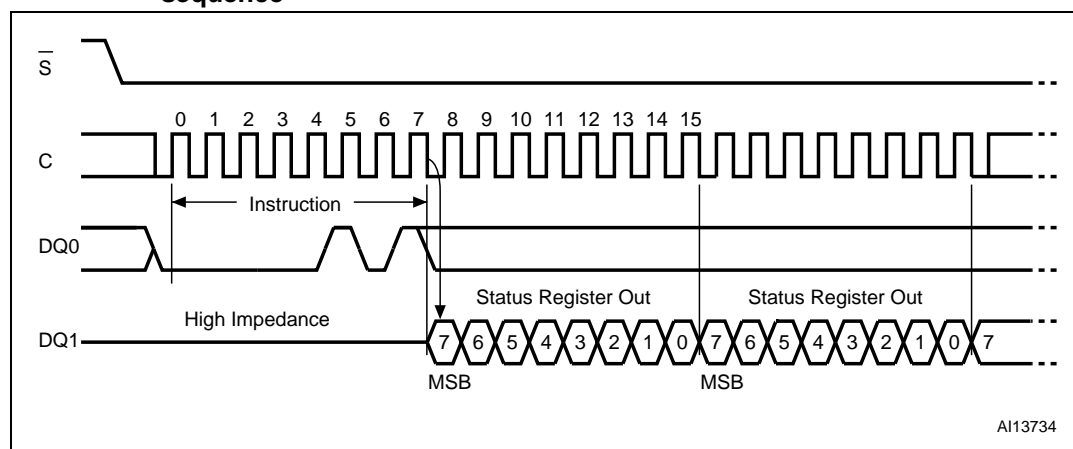 sequence
S
0 1 2 3 4 5 6 7 8 9 10 11 12 13 14 15
C
Instruction
DQ0
Status Register Out Status Register Out
High Impedance
DQ1
7 6 5 4 3 2 1 0 7 6 5 4 3 2 1 0 7
MSB MSB
AI13734